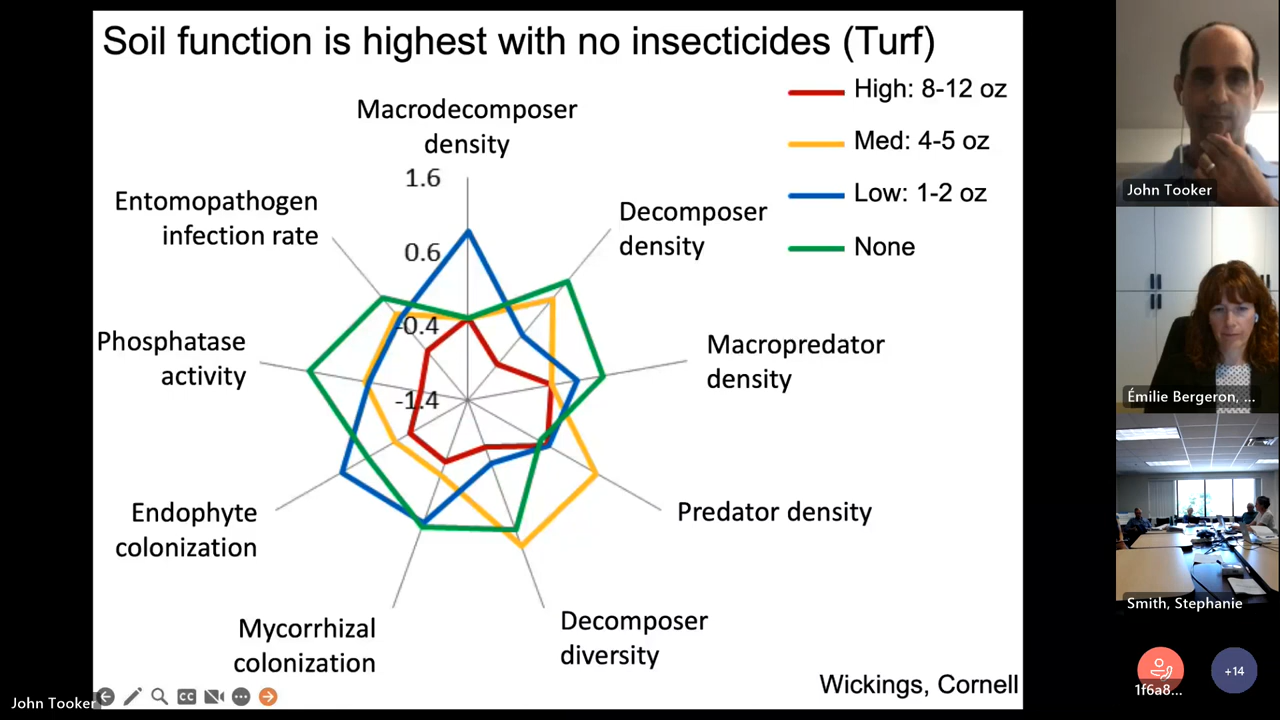 Soil function is highest with no insecticides (Turf)
High: 8-12 oz
Med: 4-5 oz
Low: 1-2 oz
None
Macrodecomposer
density
1.6
0.6
-0.4
-1.4
Entomopathogen
infection rate
Decomposer
density
Phosphatase
activity
Macropredator
density
Endophyte
colonization
Predator density
Mycorrhizal
colonization
Decomposer
diversity
Wickings, Cornell
CC
John Tooker
John Tooker
Émilie Bergeron, ...
Smith, Stephanie
1f6a8...
+14